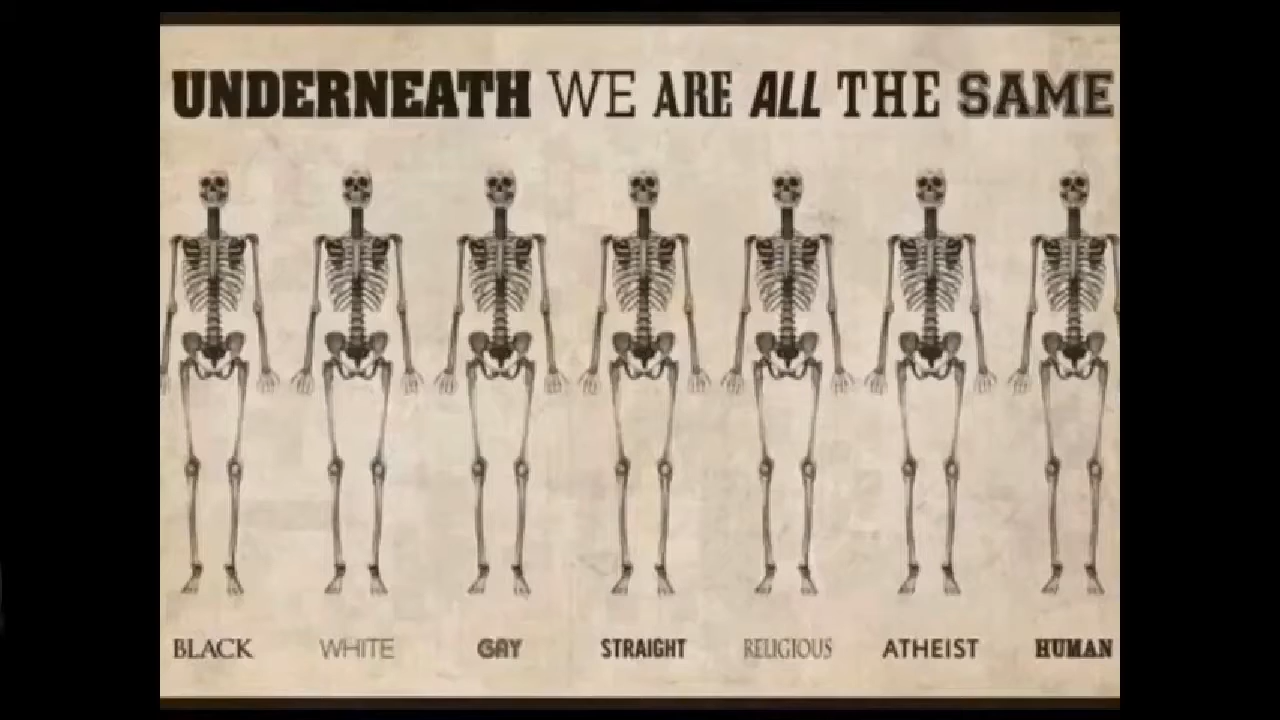 UNDERNEATH WE ARE ALL THE SAME
BLACK WHITE GAY STRAIGHT RELIGIOUS ATHEIST HUMAN